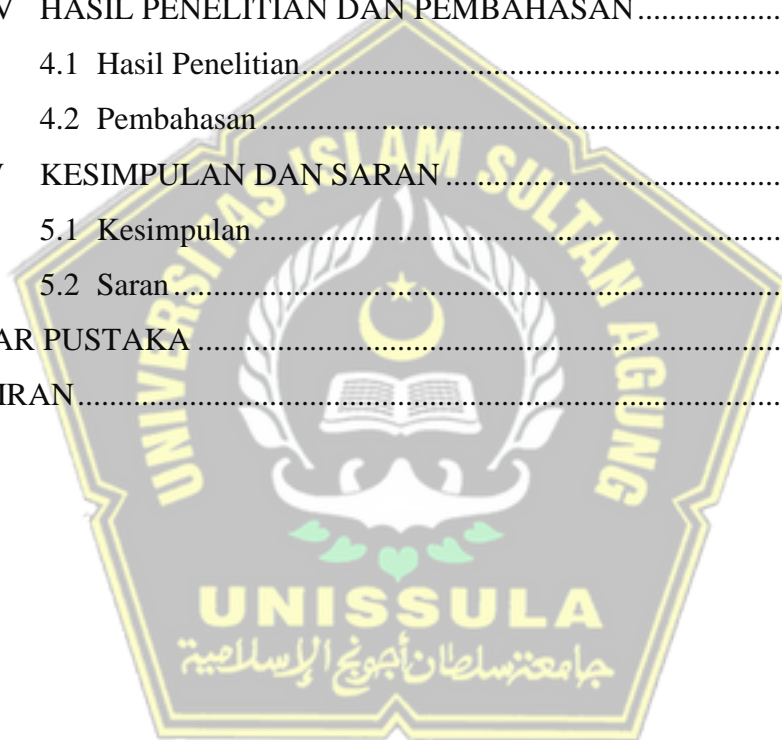 V HASIL PENELITIAN DAN PEMBAHASAN
4.1 Hasil Penelitian
4.2 Pembahasan
V KESIMPULAN DAN SARAN
5.1 Kesimpulan
5.2 Saran
AR PUSTAKA
IRAN
UNIVERSITAS ISLAM SULTAN AGUNG
UNISSULA
جامعة سلطان أجونج الإسلامية